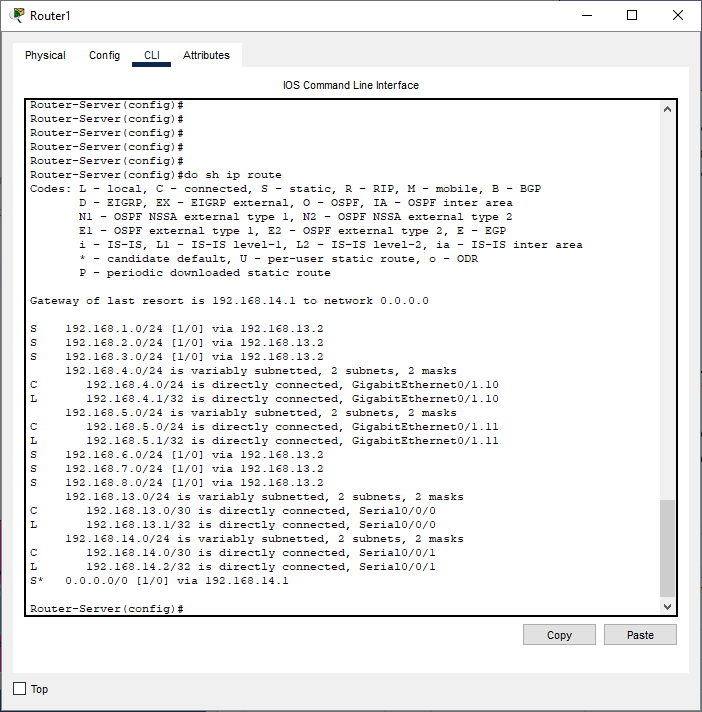 Router1
Physical Config CLI Attributes
IOS Command Line Interface
Router-Server(config)#
Router-Server(config)#
Router-Server(config)#
Router-Server(config)#
Router-Server(config)#
Router-Server(config)#do sh ip route
Codes: L - local, C - connected, S - static, R - RIP, M - mobile, B - BGP
D - EIGRP, EX - EIGRP external, O - OSPF, IA - OSPF inter area
N1 - OSPF NSSA external type 1, N2 - OSPF NSSA external type 2
E1 - OSPF external type 1, E2 - OSPF external type 2, E - EGP
i - IS-IS, L1 - IS-IS level-1, L2 - IS-IS level-2, ia - IS-IS inter area
* - candidate default, U - per-user static route, o - ODR
P - periodic downloaded static route
Gateway of last resort is 192.168.14.1 to network 0.0.0.0
S 192.168.1.0/24 [1/0] via 192.168.13.2
S 192.168.2.0/24 [1/0] via 192.168.13.2
S 192.168.3.0/24 [1/0] via 192.168.13.2
192.168.4.0/24 is variably subnetted, 2 subnets, 2 masks
C 192.168.4.0/24 is directly connected, GigabitEthernet0/1.10
L 192.168.4.1/32 is directly connected, GigabitEthernet0/1.10
192.168.5.0/24 is variably subnetted, 2 subnets, 2 masks
C 192.168.5.0/24 is directly connected, GigabitEthernet0/1.11
L 192.168.5.1/32 is directly connected, GigabitEthernet0/1.11
S 192.168.6.0/24 [1/0] via 192.168.13.2
S 192.168.7.0/24 [1/0] via 192.168.13.2
S 192.168.8.0/24 [1/0] via 192.168.13.2
192.168.13.0/24 is variably subnetted, 2 subnets, 2 masks
C 192.168.13.0/30 is directly connected, Serial0/0/0
L 192.168.13.1/32 is directly connected, Serial0/0/0
192.168.14.0/24 is variably subnetted, 2 subnets, 2 masks
C 192.168.14.0/30 is directly connected, Serial0/0/1
L 192.168.14.2/32 is directly connected, Serial0/0/1
S* 0.0.0.0/0 [1/0] via 192.168.14.1
Router-Server(config)#
Copy Paste
Top